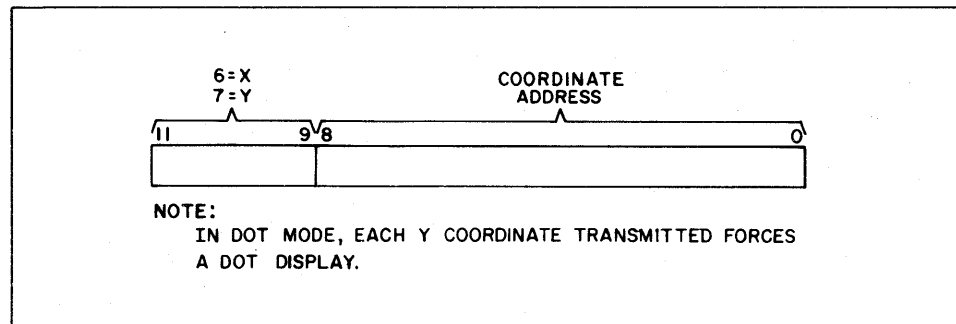 6=X
7=Y
COORDINATE
ADDRESS
11 9 8 0
NOTE:
IN DOT MODE, EACH Y COORDINATE TRANSMITTED FORCES
A DOT DISPLAY.